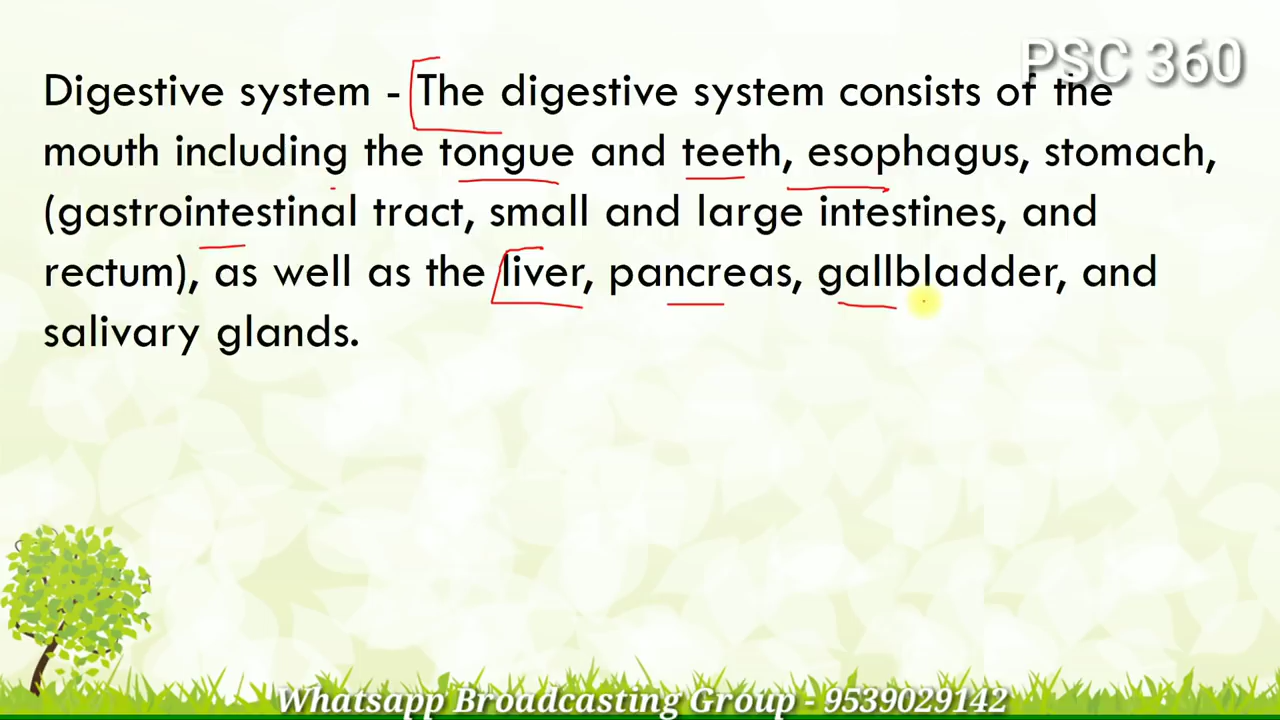 PSC 360
Digestive system - The digestive system consists of the
mouth including the tongue and teeth, esophagus, stomach,
(gastrointestinal tract, small and large intestines, and
rectum), as well as the liver, pancreas, gallbladder, and
salivary glands.
Whatsapp Broadcasting Group - 9539029142